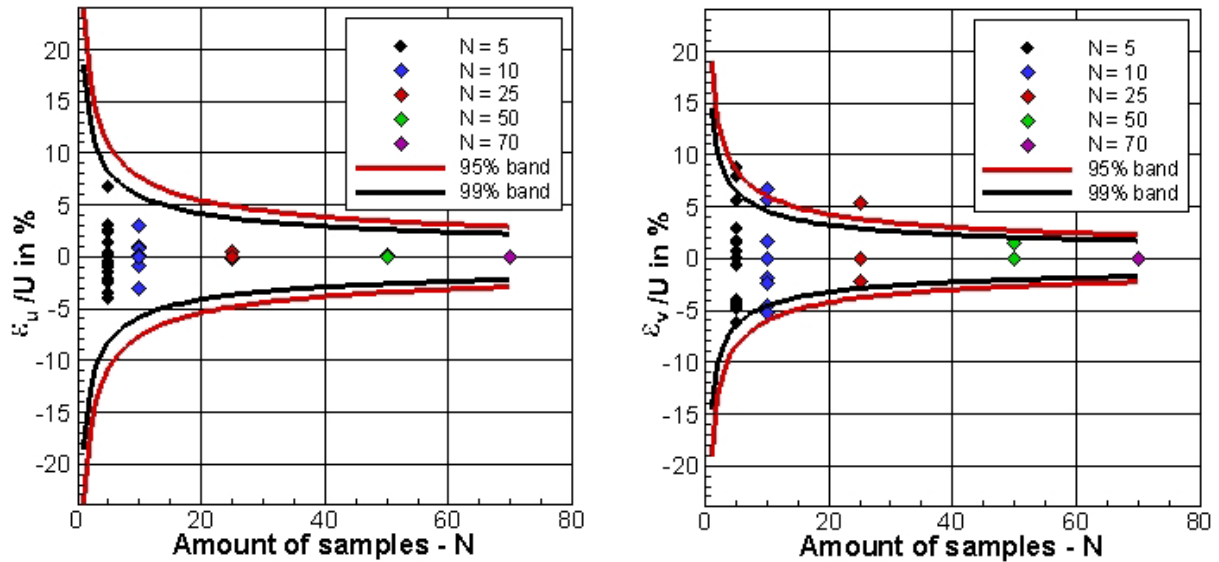 20
15
10
5
0
-5
-10
-15
-20
εu/U in %
0
20
40
60
80
Amount of samples - N
N = 5
N = 10
N = 25
N = 50
N = 70
95% band
99% band
20
15
10
5
0
-5
-10
-15
-20
εv/U in %
0
20
40
60
80
Amount of samples - N
N = 5
N = 10
N = 25
N = 50
N = 70
95% band
99% band